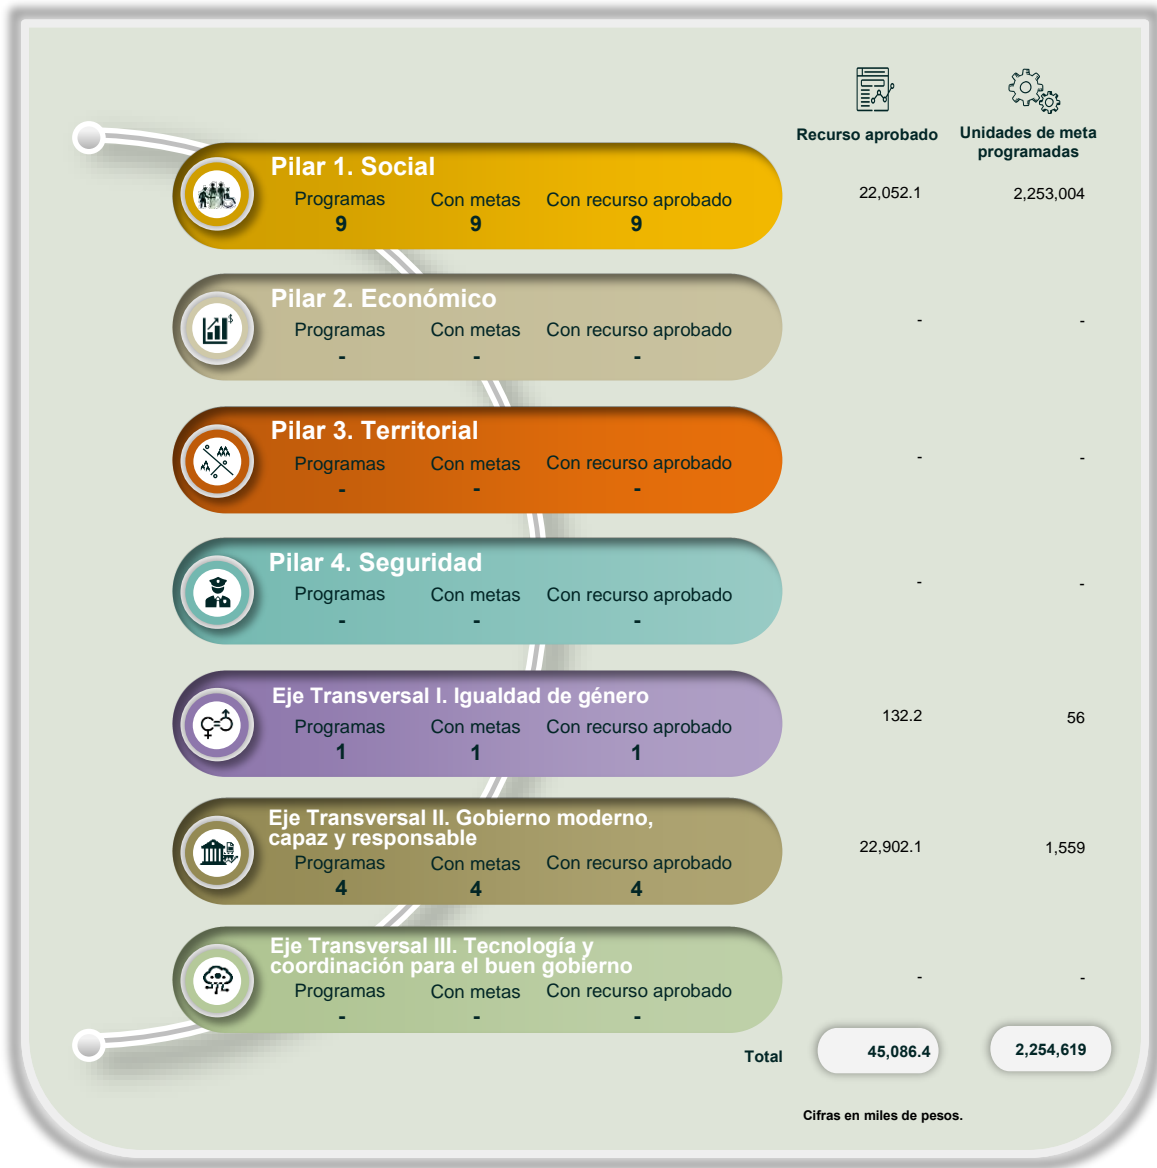 Recurso aprobado
Unidades de meta
programadas
Pilar 1. Social
Programas Con metas Con recurso aprobado
9 9 9
22,052.1 2,253,004
Pilar 2. Económico
Programas Con metas Con recurso aprobado
- - -
- -
Pilar 3. Territorial
Programas Con metas Con recurso aprobado
- - -
- -
Pilar 4. Seguridad
Programas Con metas Con recurso aprobado
- - -
- -
Eje Transversal I. Igualdad de género
Programas Con metas Con recurso aprobado
1 1 1
132.2 56
Eje Transversal II. Gobierno moderno,
capaz y responsable
Programas Con metas Con recurso aprobado
4 4 4
22,902.1 1,559
Eje Transversal III. Tecnología y
coordinación para el buen gobierno
Programas Con metas Con recurso aprobado
- - -
- -
Total 45,086.4 2,254,619
Cifras en miles de pesos.